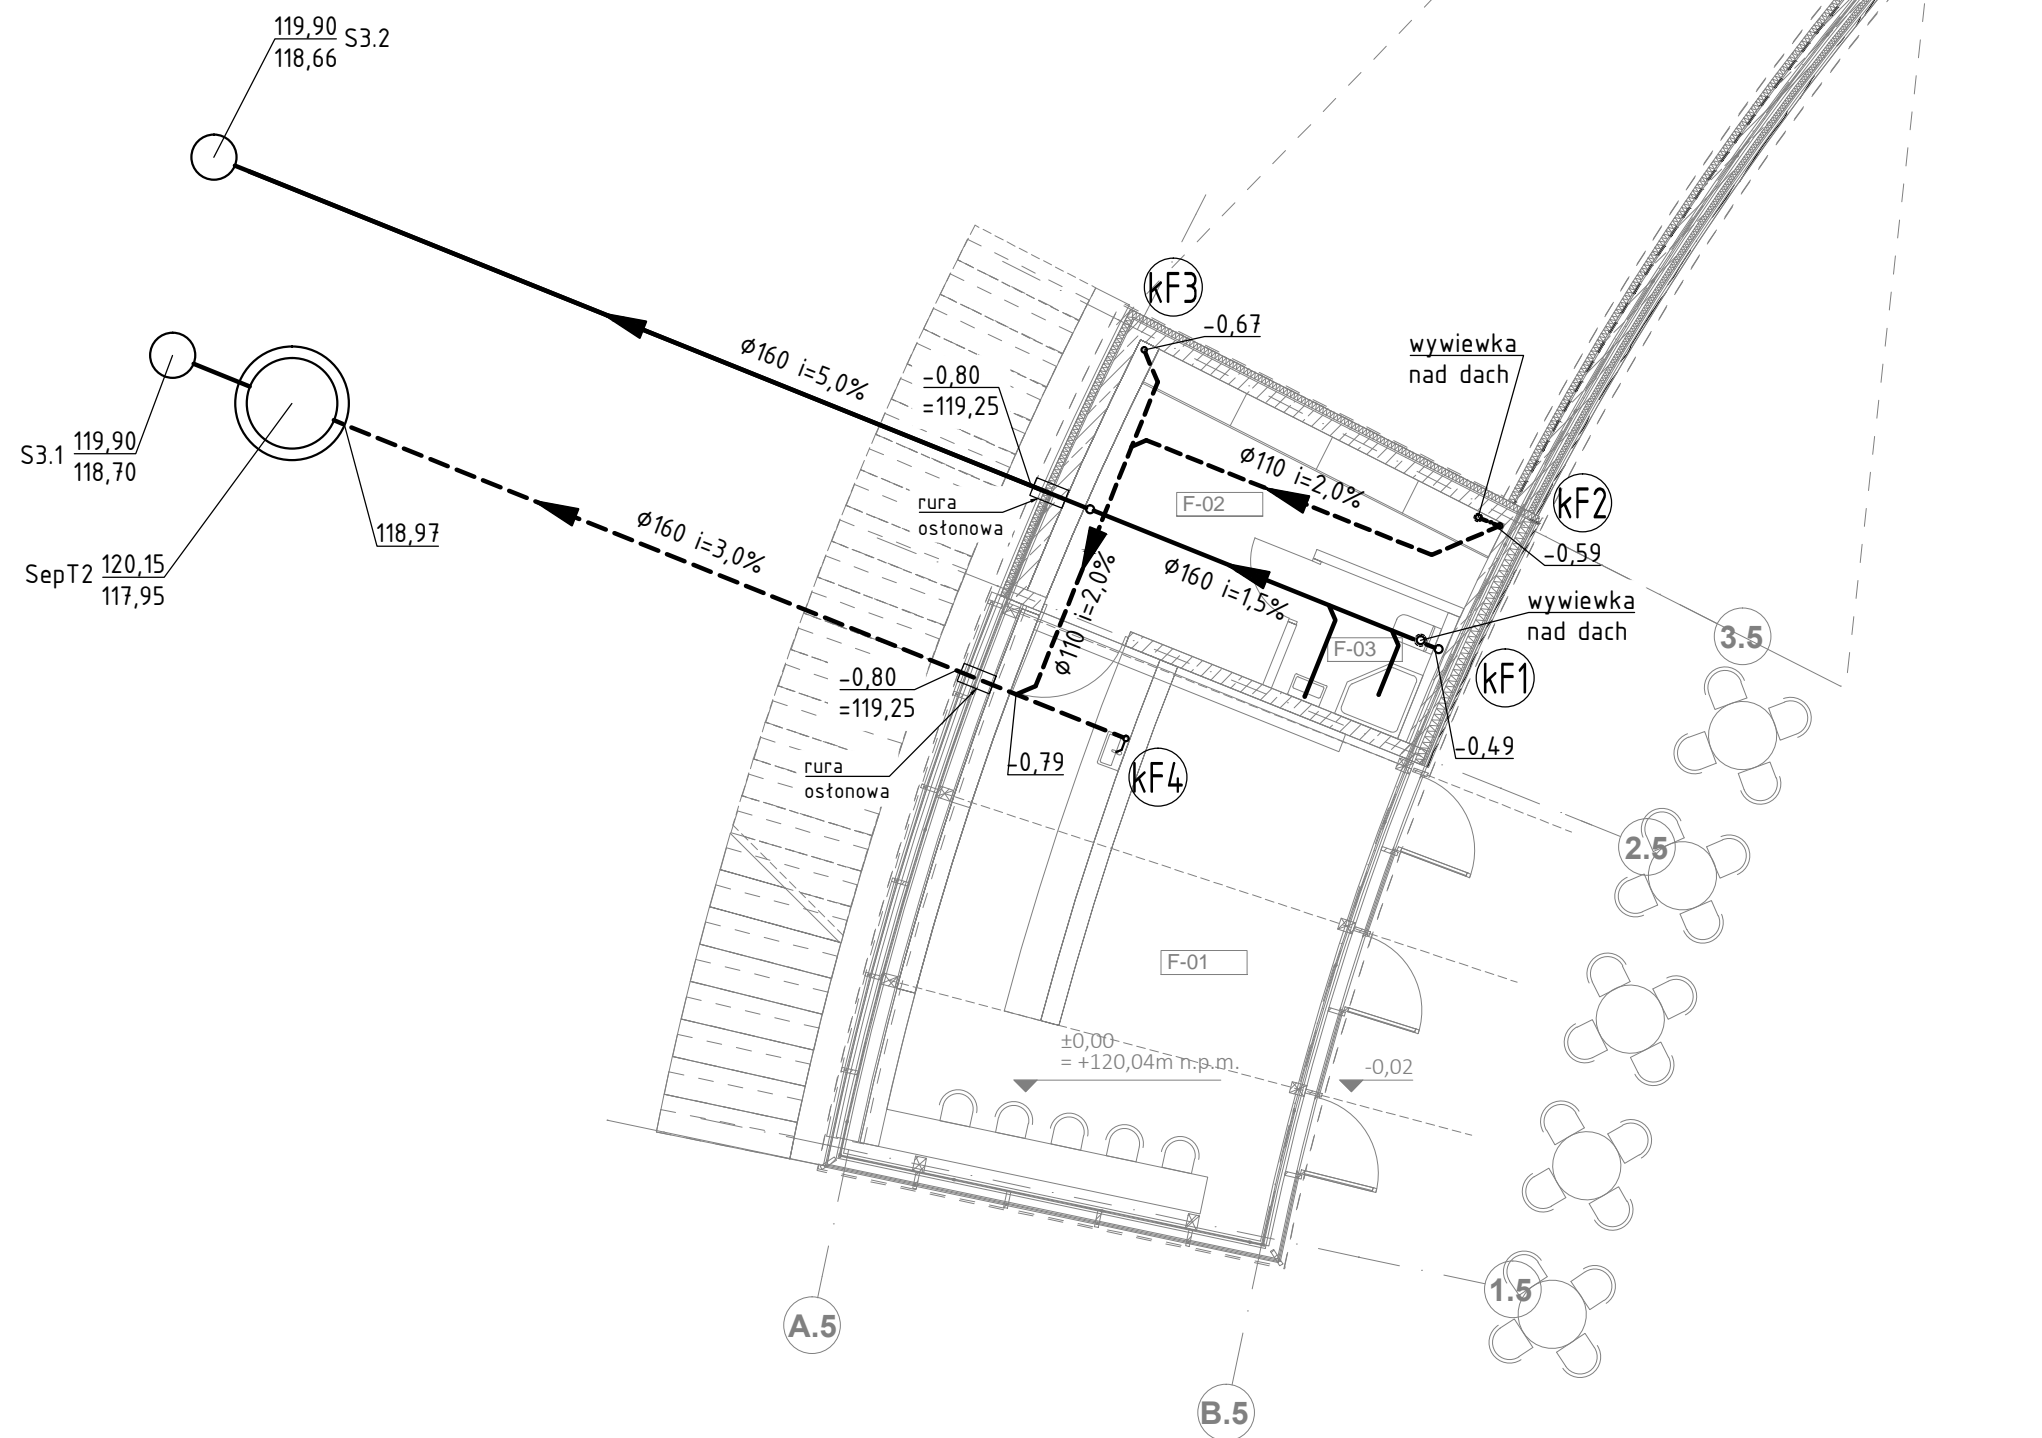 119,90
118,66
S3.2
kF3
-0,67
wywiewka
nad dach
ø160 i=5,0%
-0,80
=119,25
S3.1
119,90
118,70
ø110 i=2,0%
F-02
kF2
rura
osłonowa
118,97
ø160 i=3,0%
-0,59
SepT2
120,15
117,95
ø160 i=1,5%
ø110 i=2,0%
wywiewka
nad dach
3.5
F-03
kF1
-0,80
=119,25
-0,79
kF4
-0,49
rura
osłonowa
2.5
F-01
±0,00
= +120,04m n.p.m.
-0,02
1.5
A.5
B.5